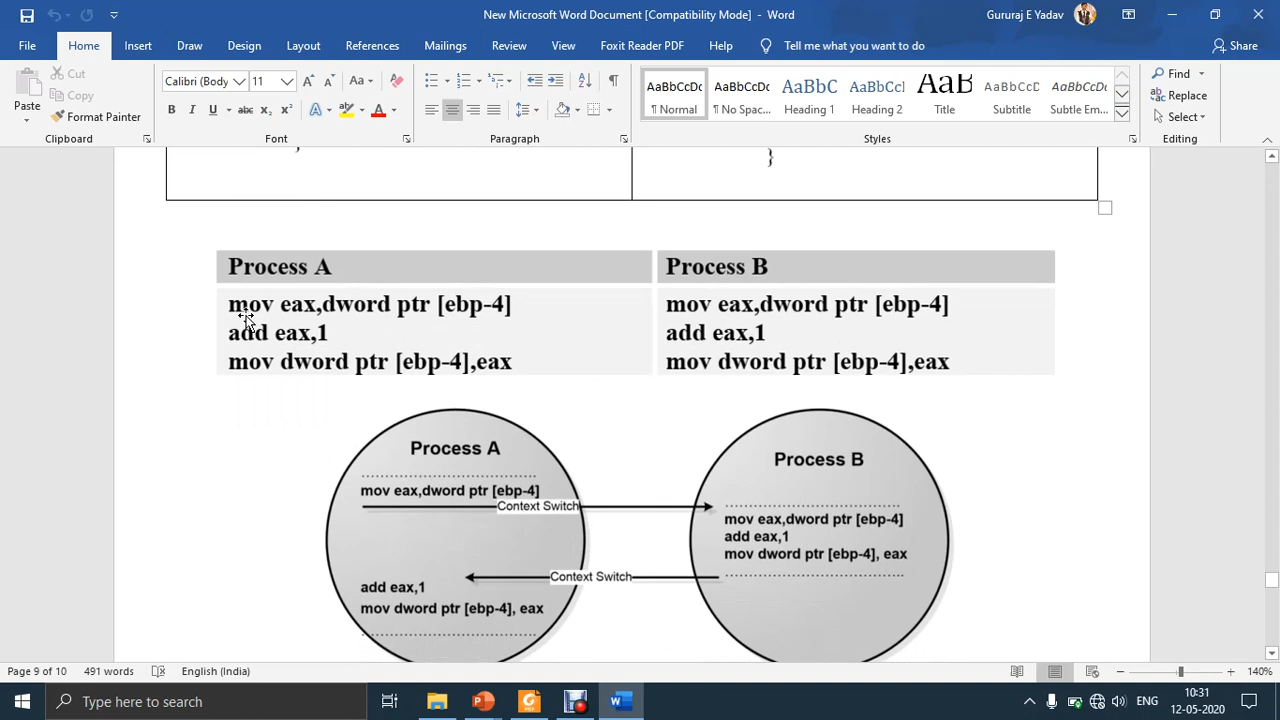 New Microsoft Word Document [Compatibility Mode] - Word
Gururaj E Yadav
File Home Insert Draw Design Layout References Mailings Review View Foxit Reader PDF Help Tell me what you want to do Share
Paste
Cut
Copy
Format Painter
Clipboard
Calibri (Body 11
Font
Paragraph
AaBbCcDc AaBbCcDc AaBbC AaBbCcI AaB AaBbCcDc AaBbCcDc
¶ Normal ¶ No Spac... Heading 1 Heading 2 Title Subtitle Subtle Em...
Styles
Find
Replace
Select
Editing
}
Process A
mov eax,dword ptr [ebp-4]
add eax,1
mov dword ptr [ebp-4],eax
Process B
mov eax,dword ptr [ebp-4]
add eax,1
mov dword ptr [ebp-4],eax
Process A
mov eax,dword ptr [ebp-4]
Context Switch
Process B
mov eax,dword ptr [ebp-4]
add eax,1
mov dword ptr [ebp-4], eax
Context Switch
add eax,1
mov dword ptr [ebp-4], eax
Page 9 of 10 491 words English (India) 140%
Type here to search
ENG
10:31
12-05-2020